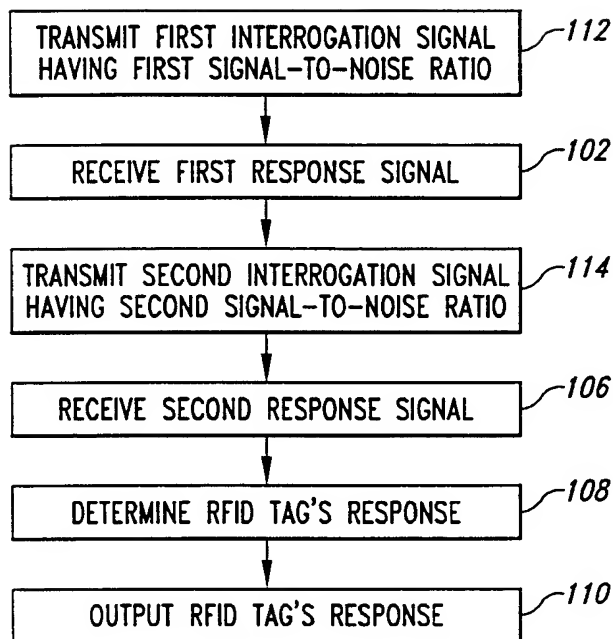 TRANSMIT FIRST INTERROGATION SIGNAL
HAVING FIRST SIGNAL-TO-NOISE RATIO
112
RECEIVE FIRST RESPONSE SIGNAL
102
TRANSMIT SECOND INTERROGATION SIGNAL
HAVING SECOND SIGNAL-TO-NOISE RATIO
114
RECEIVE SECOND RESPONSE SIGNAL
106
DETERMINE RFID TAG'S RESPONSE
108
OUTPUT RFID TAG'S RESPONSE
110